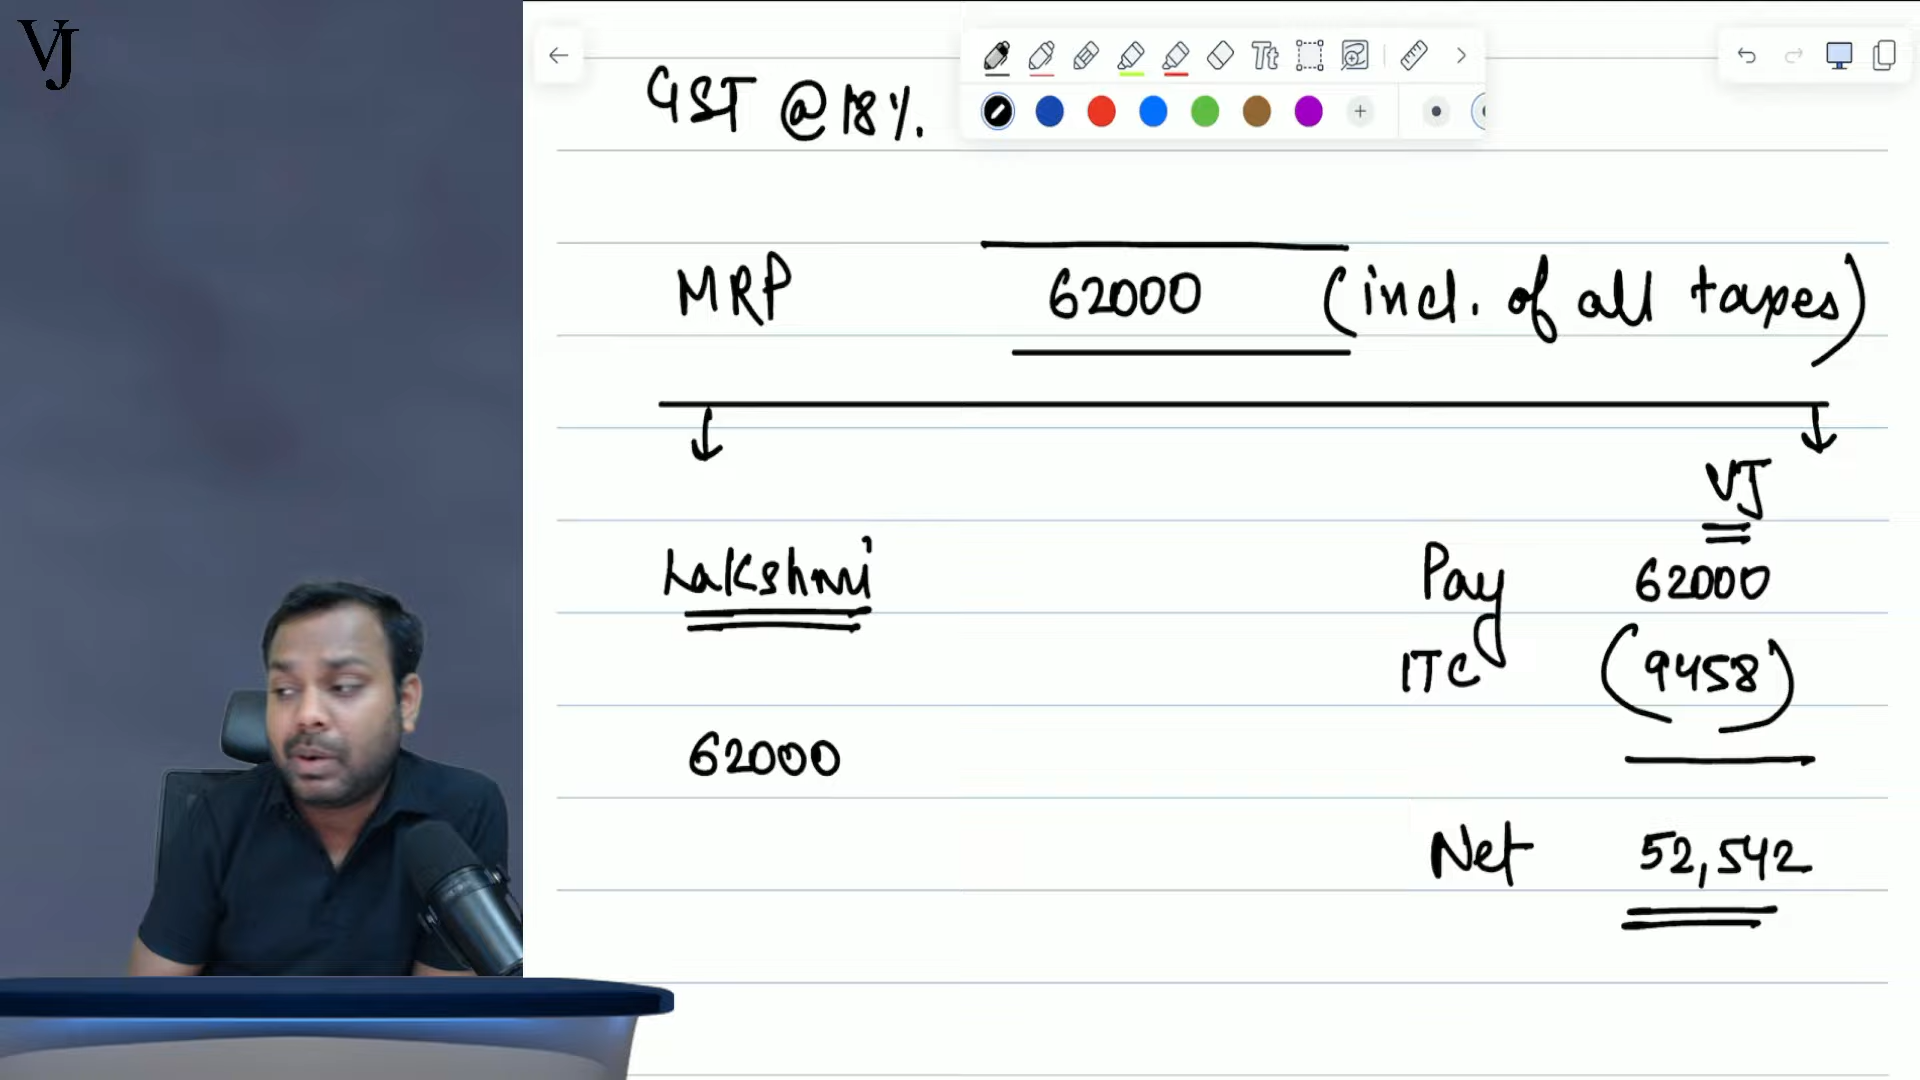 VJ
GST @ 18%.
Tt
MRP 62000 (incl. of all taxes)
VJ
Lakshmi
Pay 62000
ITC (9458)
62000
Net 52,542